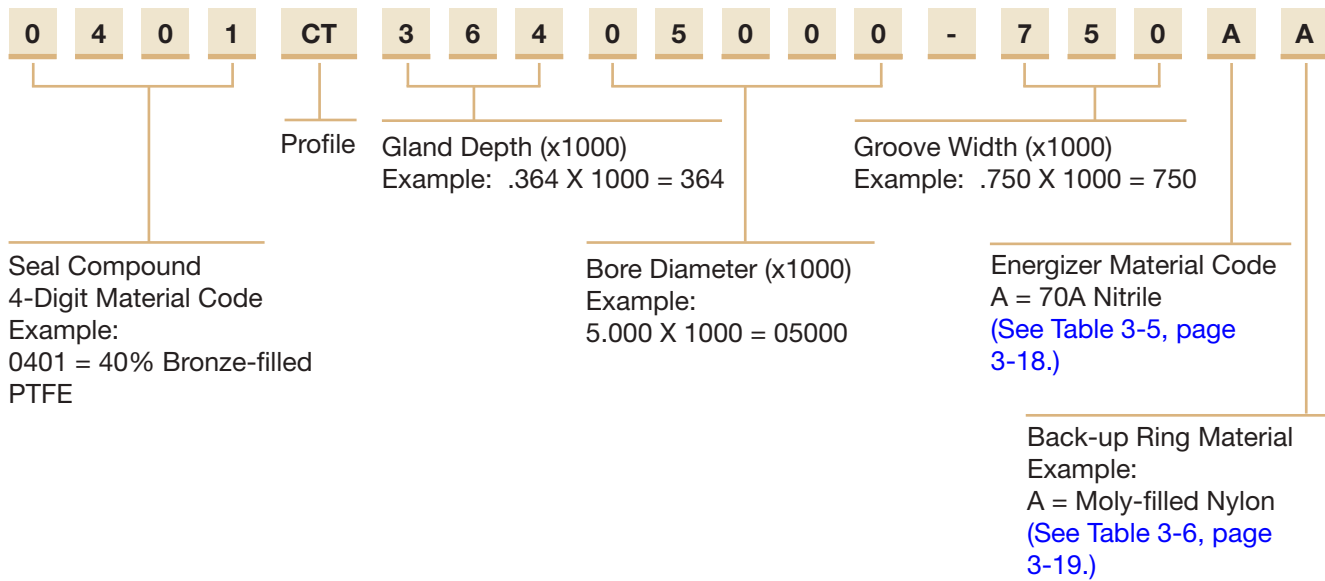 0 4 0 1 CT 3 6 4 0 5 0 0 0 - 7 5 0 A A
Profile
Gland Depth (x1000)
Example: .364 X 1000 = 364
Groove Width (x1000)
Example: .750 X 1000 = 750
Seal Compound
4-Digit Material Code
Example:
0401 = 40% Bronze-filled
PTFE
Bore Diameter (x1000)
Example:
5.000 X 1000 = 05000
Energizer Material Code
A = 70A Nitrile
(See Table 3-5, page
3-18.)
Back-up Ring Material
Example:
A = Moly-filled Nylon
(See Table 3-6, page
3-19.)